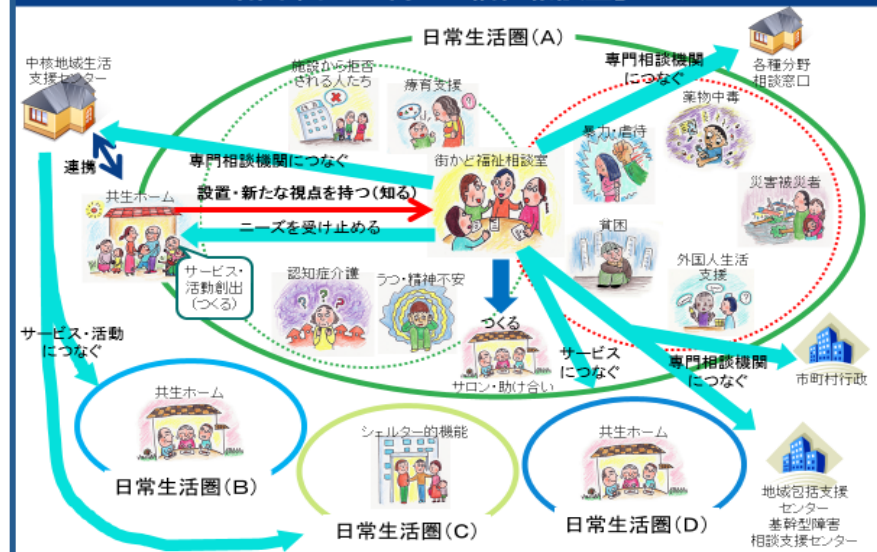 日常生活圏(A)
中核地域生活
支援センター
各種分野
相談窓口
専門相談機関
につなぐ
施設から拒否
される人たち
療育支援
薬物中毒
暴力・虐待
連携
専門相談機関につなぐ
街かど福祉相談室
災害被災者
共生ホーム
設置・新たな視点を持つ(知る)
ニーズを受け止める
貧困
サービス・
活動創出
(つくる)
認知症介護
うつ・精神不安
外国人生活
支援
つくる
サービス・活動
につなぐ
サービス
につなぐ
専門相談機関
につなぐ
サロン・助け合い
市町村行政
共生ホーム
日常生活圏(B)
シェルター的機能
日常生活圏(C)
共生ホーム
日常生活圏(D)
地域包括支援
センター
基幹型障害
相談支援センター